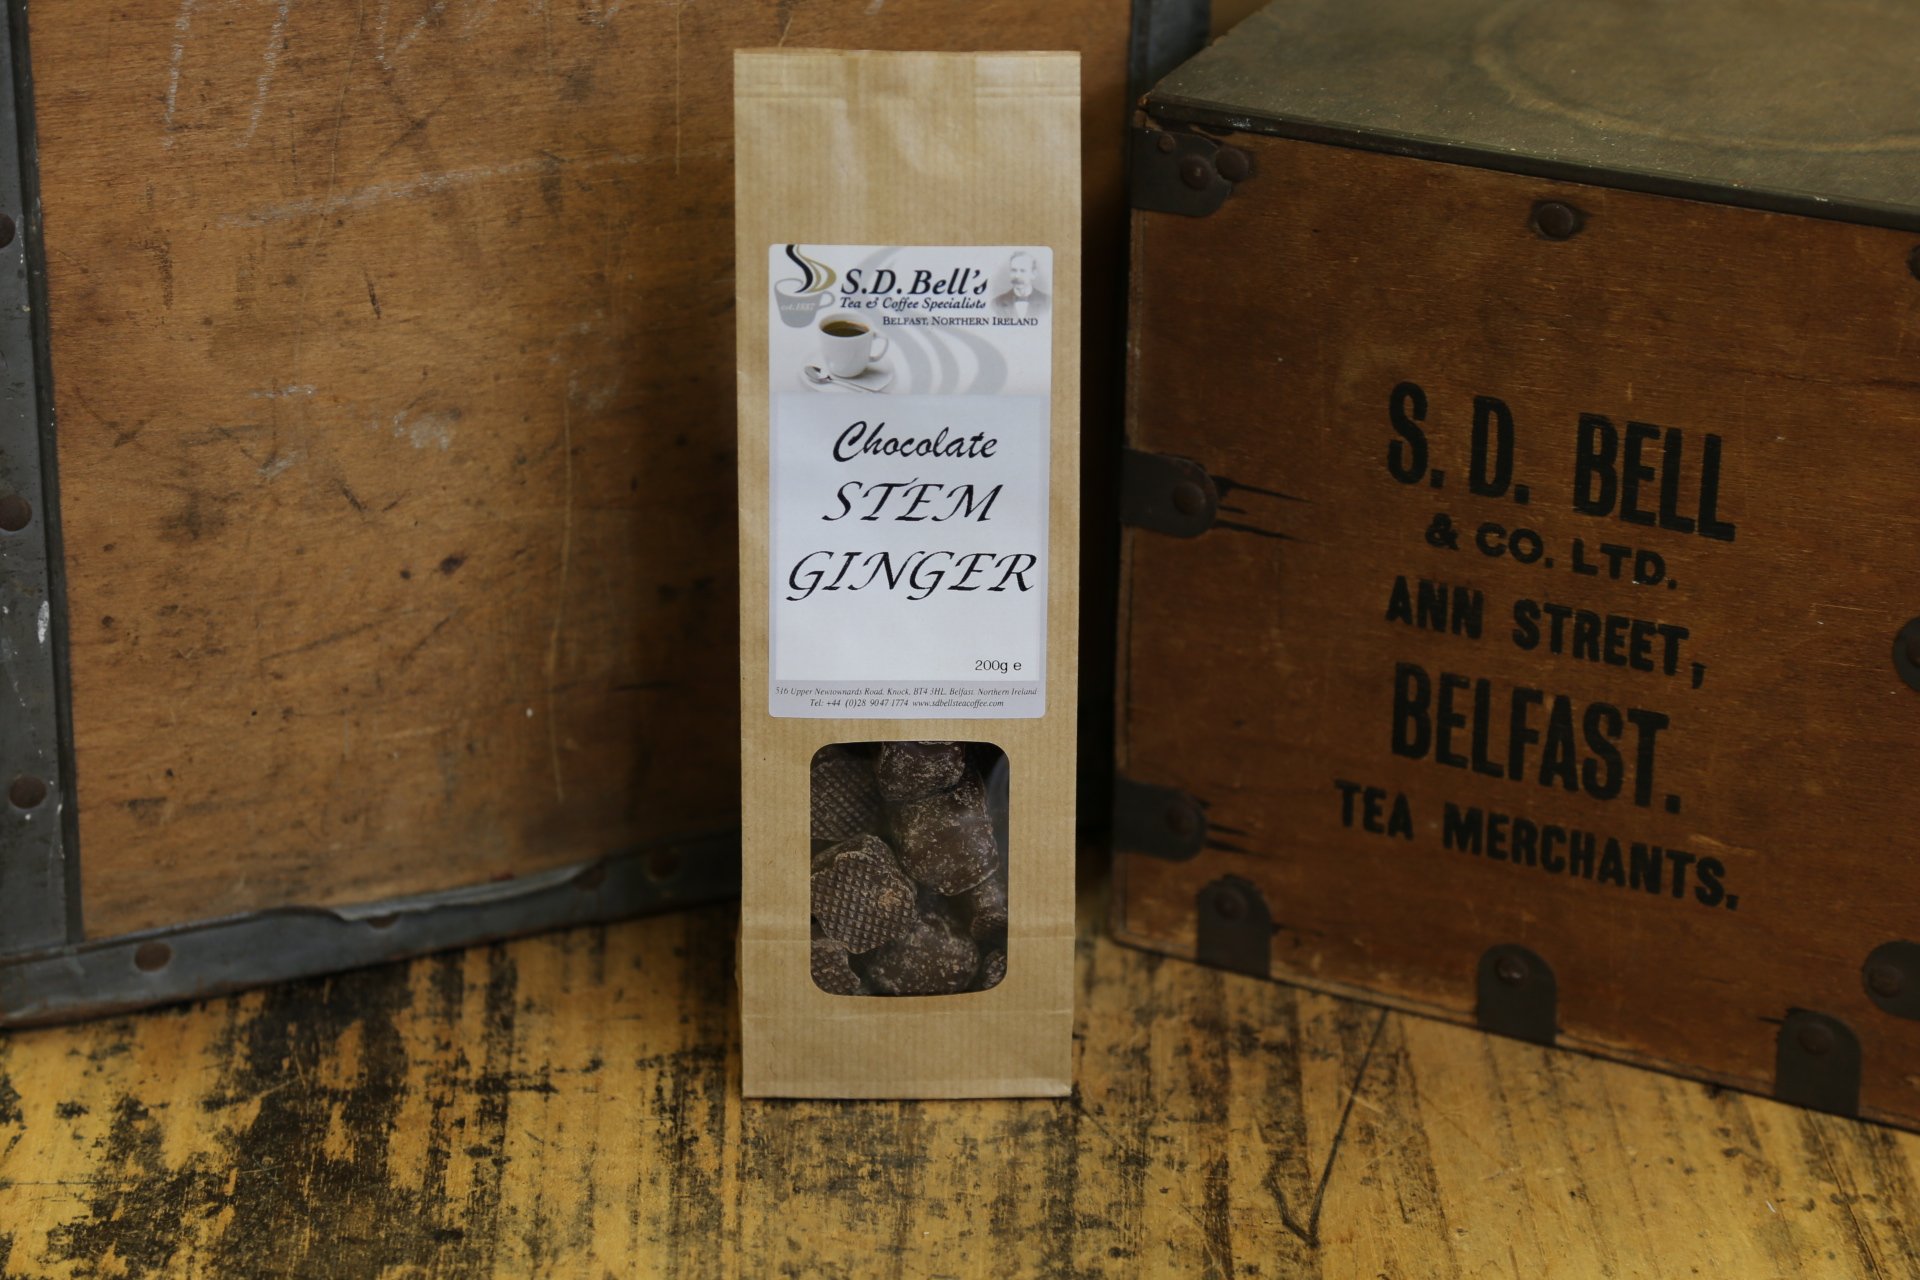 S.D. Bell's
Tea & Coffee Specialists
BELFAST, NORTHERN IRELAND
est.1887
Chocolate
STEM
GINGER
200g e
516 Upper Newtownards Road, Knock, BT4 3HL, Belfast, Northern Ireland
Tel: +44 (0)28 9047 1774 www.sdbellsteacoffee.com
S. D. BELL
& CO. LTD.
ANN STREET,
BELFAST.
TEA MERCHANTS.